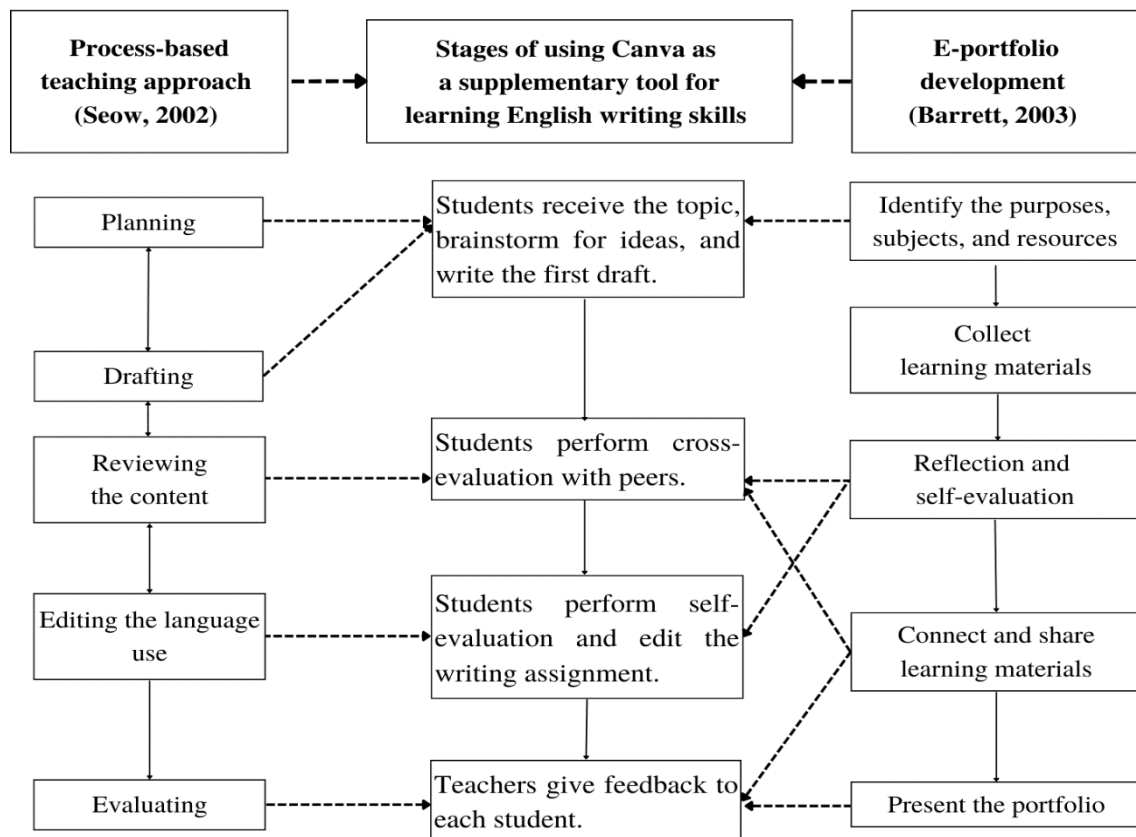 Process-based
teaching approach
(Seow, 2002)
Stages of using Canva as
a supplementary tool for
learning English writing skills
E-portfolio
development
(Barrett, 2003)
Planning
Drafting
Reviewing
the content
Editing the language
use
Evaluating
Students receive the topic,
brainstorm for ideas, and
write the first draft.
Students perform cross-
evaluation with peers.
Students perform self-
evaluation and edit the
writing assignment.
Teachers give feedback to
each student.
Identify the purposes,
subjects, and resources
Collect
learning materials
Reflection and
self-evaluation
Connect and share
learning materials
Present the portfolio